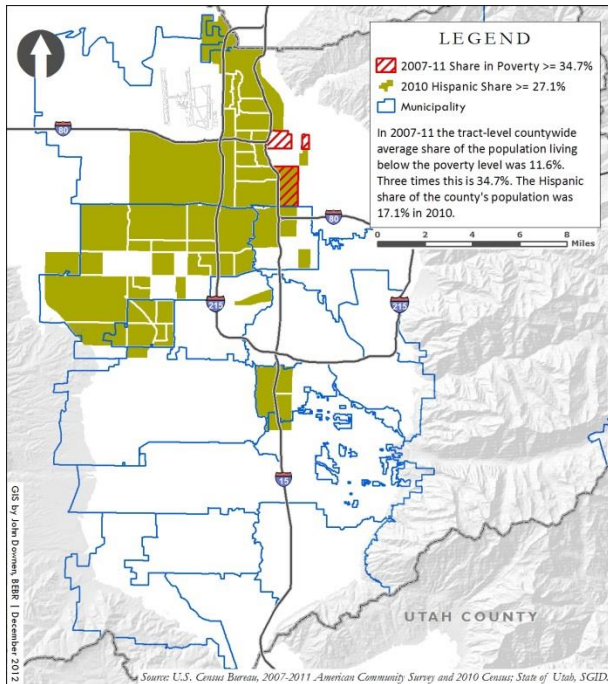 LEGEND
2007-11 Share in Poverty >= 34.7%
2010 Hispanic Share >= 27.1%
Municipality
In 2007-11 the tract-level countywide
average share of the population living
below the poverty level was 11.6%.
Three times this is 34.7%. The Hispanic
share of the county's population was
17.1% in 2010.
0 2 4 6 8
Miles
80
80
215
215
15
UTAH COUNTY
GIS by John Downen, BEBR | December 2012
Source: U.S. Census Bureau, 2007-2011 American Community Survey and 2010 Census; State of Utah, SGID.